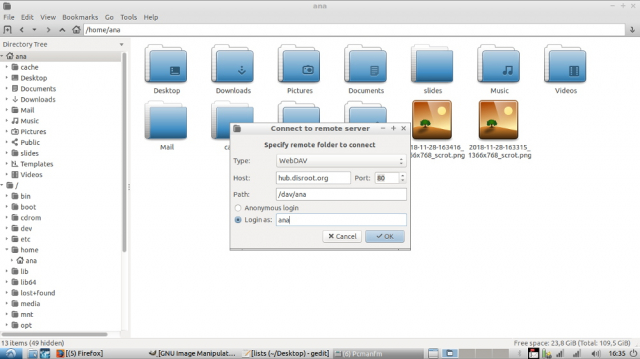 ana
File Edit View Bookmarks Go Tools Help
/home/ana
Directory Tree
ana
cache
Desktop
Documents
Downloads
Mail
Music
Pictures
Public
slides
Templates
Videos
/
bin
boot
cdrom
dev
etc
home
ana
lib
lib64
lost+found
media
mnt
opt
Desktop Downloads Pictures Documents slides Music Videos
Mail ca
-11-28-163416_ 2018-11-28-163415_
1366x768_scrot.png 1366x768_scrot.png
Connect to remote server
Specify remote folder to connect
Type: WebDAV
Host: hub.disroot.org Port: 80
Path: /dav/ana
Anonymous login
Login as: ana
Cancel OK
13 items (49 hidden) Free space: 23,8 GiB (Total: 109,5 GiB)
[(5) Firefox] [GNU Image Manipulat... [lists (~/Desktop) - gedit] (6) Pcmanfm 16:35